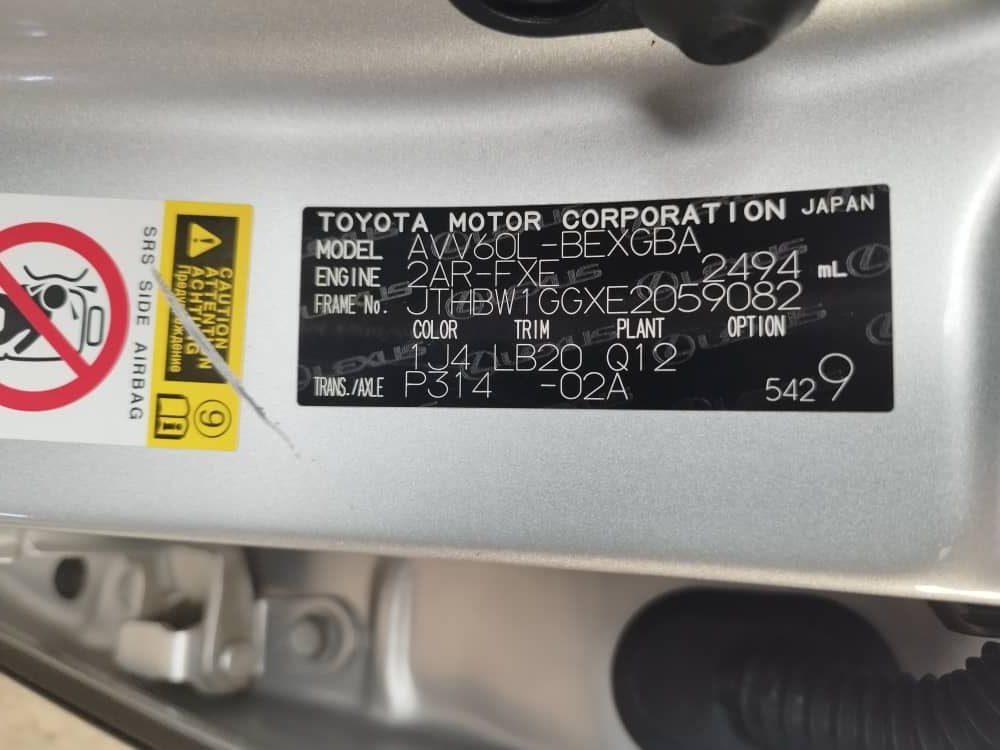 TOYOTA MOTOR CORPORATION JAPAN
MODEL AVV60L-BEXGBA
ENGINE 2AR-FXE 2494 mL
FRAME No. JTHBW1GGXE2059082
COLOR TRIM PLANT OPTION
1J4 LB20 Q12
TRANS./AXLE P314 -02A 5429
SRS SIDE AIRBAG
CAUTION
ATTENTION
ACHTUNG
Предупреждение
9
i
LEXUS